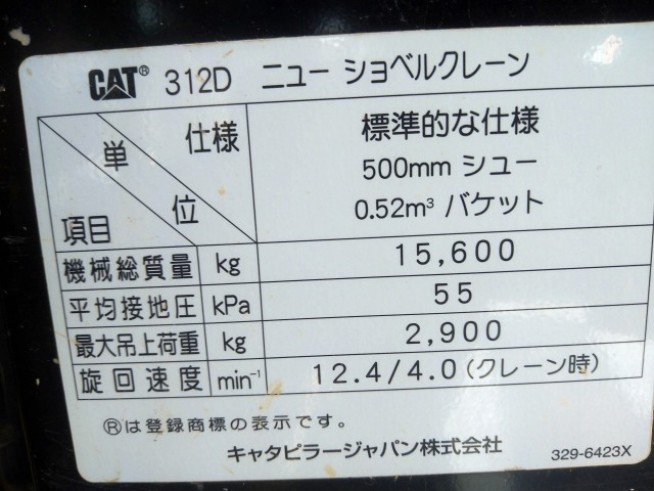 CAT® 312D ニュー ショベルクレーン
仕様
単位
項目
標準的な仕様
500mm シュー
0.52m³ バケット
機械総質量 kg 15,600
平均接地圧 kPa 55
最大吊上荷重 kg 2,900
旋回速度 min⁻¹ 12.4/4.0(クレーン時)
®は登録商標の表示です。
キャタピラージャパン株式会社 329-6423X